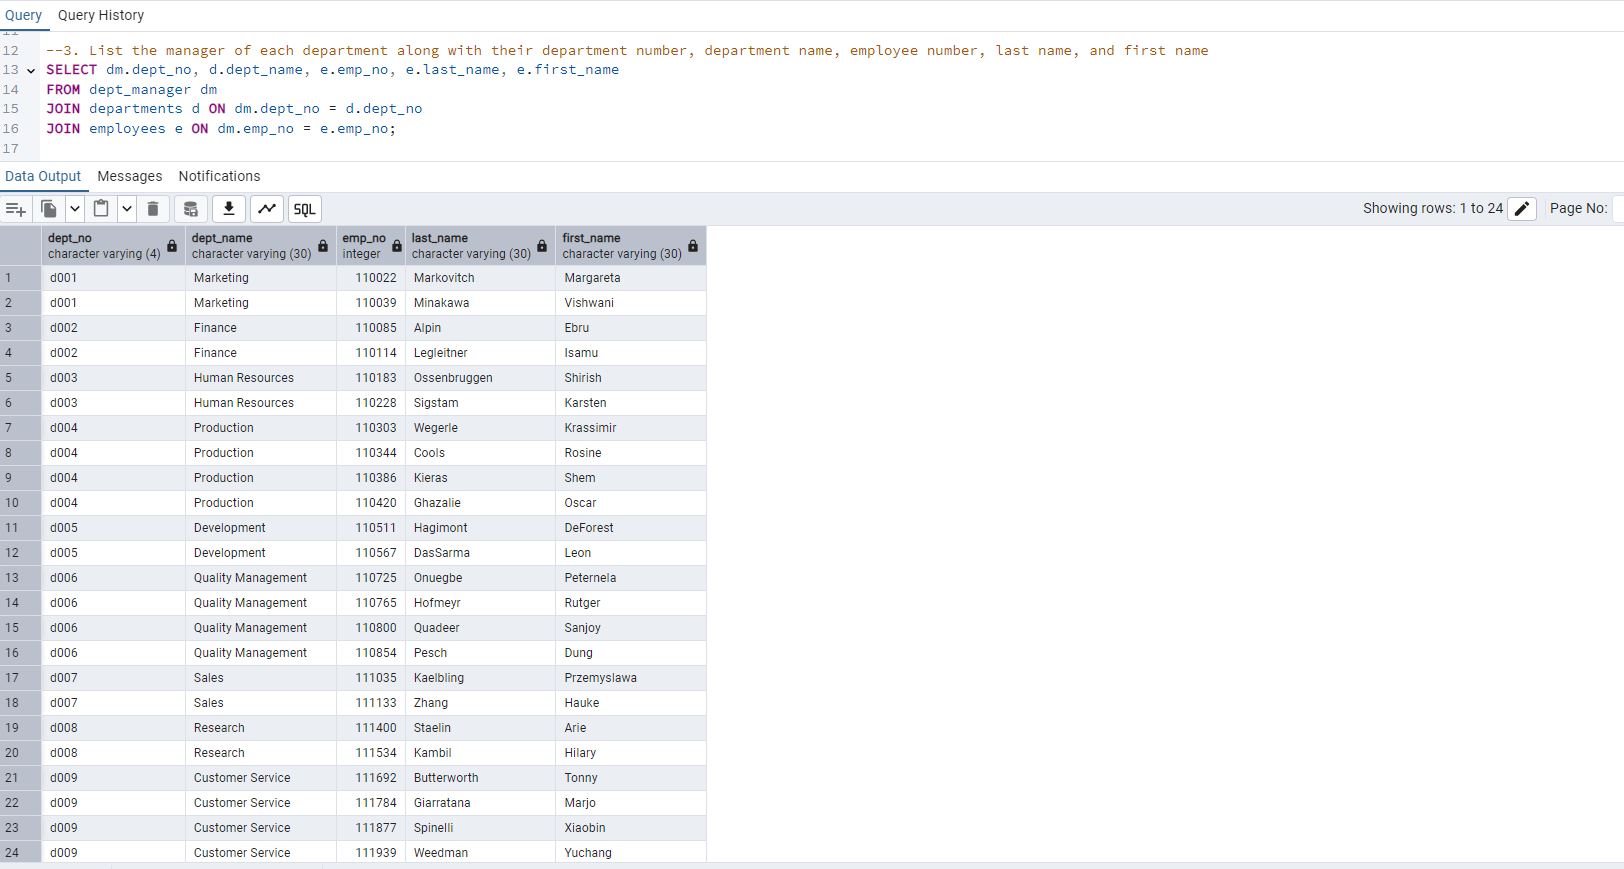 Query Query History
12 --3. List the manager of each department along with their department number, department name, employee number, last name, and first name
13 SELECT dm.dept_no, d.dept_name, e.emp_no, e.last_name, e.first_name
14 FROM dept_manager dm
15 JOIN departments d ON dm.dept_no = d.dept_no
16 JOIN employees e ON dm.emp_no = e.emp_no;
17
Data Output Messages Notifications
SQL Showing rows: 1 to 24 Page No:
dept_no dept_name emp_no last_name first_name
character varying (4) character varying (30) integer character varying (30) character varying (30)
1 d001 Marketing 110022 Markovitch Margareta
2 d001 Marketing 110039 Minakawa Vishwani
3 d002 Finance 110085 Alpin Ebru
4 d002 Finance 110114 Legleitner Isamu
5 d003 Human Resources 110183 Ossenbruggen Shirish
6 d003 Human Resources 110228 Sigstam Karsten
7 d004 Production 110303 Wegerle Krassimir
8 d004 Production 110344 Cools Rosine
9 d004 Production 110386 Kieras Shem
10 d004 Production 110420 Ghazalie Oscar
11 d005 Development 110511 Hagimont DeForest
12 d005 Development 110567 DasSarma Leon
13 d006 Quality Management 110725 Onuegbe Peternela
14 d006 Quality Management 110765 Hofmeyr Rutger
15 d006 Quality Management 110800 Quadeer Sanjoy
16 d006 Quality Management 110854 Pesch Dung
17 d007 Sales 111035 Kaelbling Przemyslawa
18 d007 Sales 111133 Zhang Hauke
19 d008 Research 111400 Staelin Arie
20 d008 Research 111534 Kambil Hilary
21 d009 Customer Service 111692 Butterworth Tonny
22 d009 Customer Service 111784 Giarratana Marjo
23 d009 Customer Service 111877 Spinelli Xiaobin
24 d009 Customer Service 111939 Weedman Yuchang